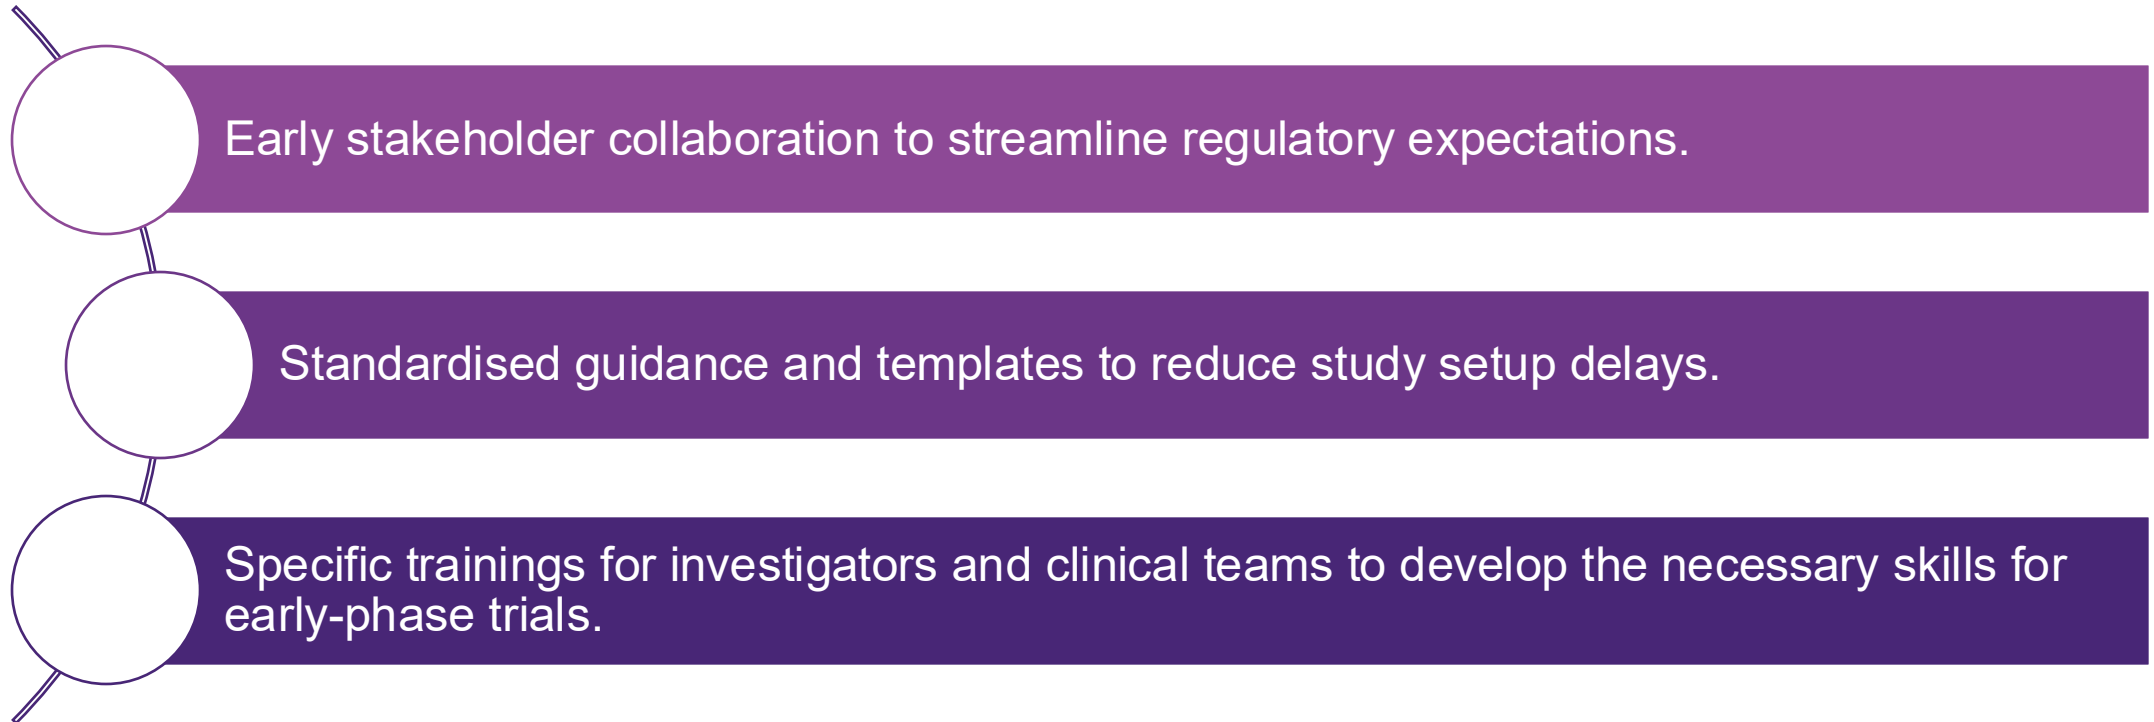 Early stakeholder collaboration to streamline regulatory expectations.
Standardised guidance and templates to reduce study setup delays.
Specific trainings for investigators and clinical teams to develop the necessary skills for
early-phase trials.